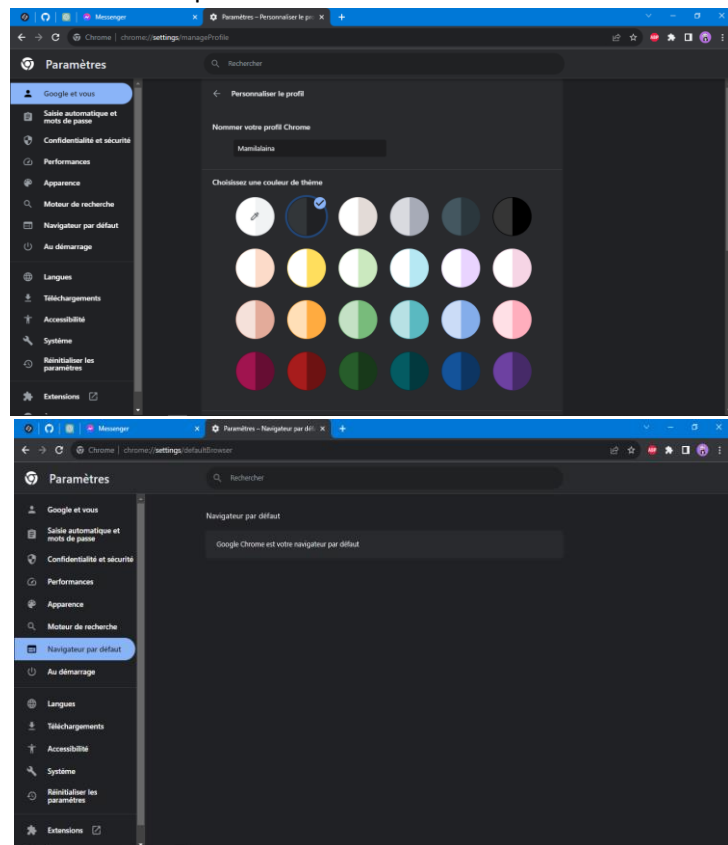 Messenger
Paramètres – Personnaliser le pr
Chrome | chrome://settings/manageProfile
Paramètres
Rechercher
Google et vous
Saisie automatique et
mots de passe
Confidentialité et sécurité
Performances
Apparence
Moteur de recherche
Navigateur par défaut
Au démarrage
Langues
Téléchargements
Accessibilité
Système
Réinitialiser les
paramètres
Extensions
Personnaliser le profil
Nommer votre profil Chrome
Mamilalaina
Choisissez une couleur de thème
Messenger
Paramètres – Navigateur par défa
Chrome | chrome://settings/defaultBrowser
Paramètres
Rechercher
Google et vous
Saisie automatique et
mots de passe
Confidentialité et sécurité
Performances
Apparence
Moteur de recherche
Navigateur par défaut
Au démarrage
Langues
Téléchargements
Accessibilité
Système
Réinitialiser les
paramètres
Extensions
Navigateur par défaut
Google Chrome est votre navigateur par défaut